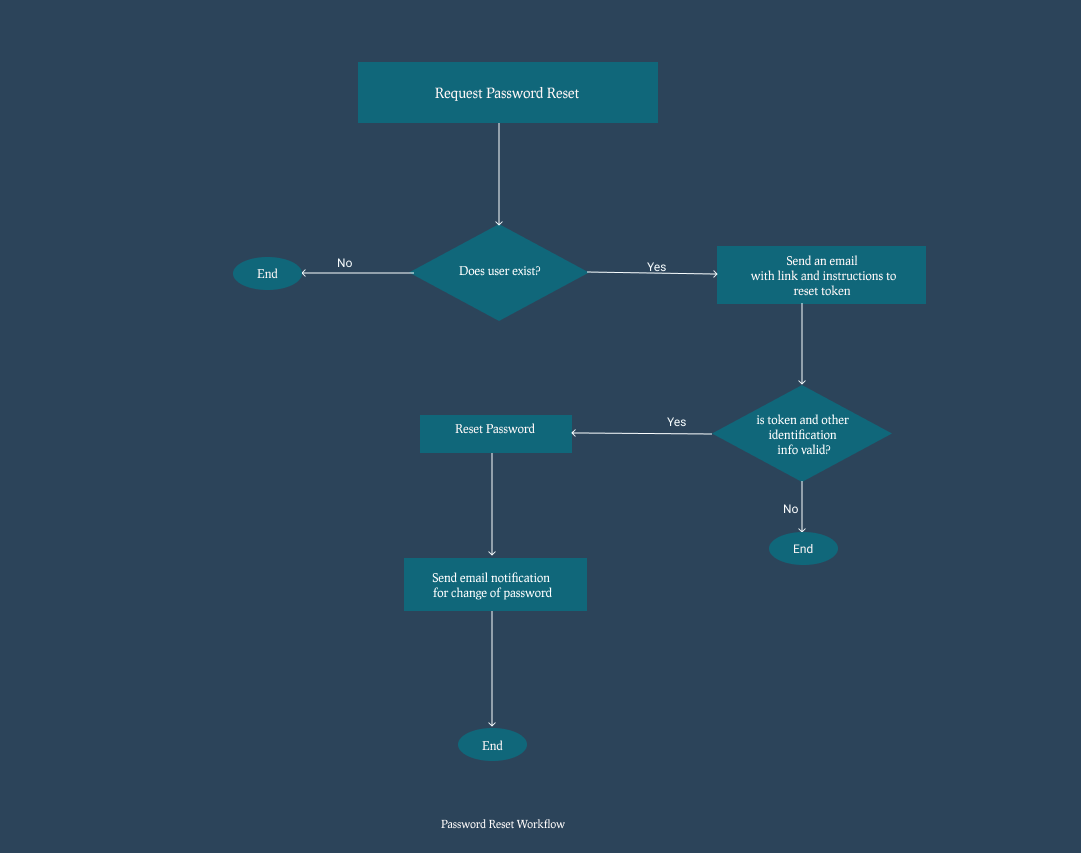 Request Password Reset
Does user exist?
No
End
Yes
Send an email
with link and instructions to
reset token
is token and other
identification
info valid?
Yes
Reset Password
No
End
Send email notification
for change of password
End
Password Reset Workflow